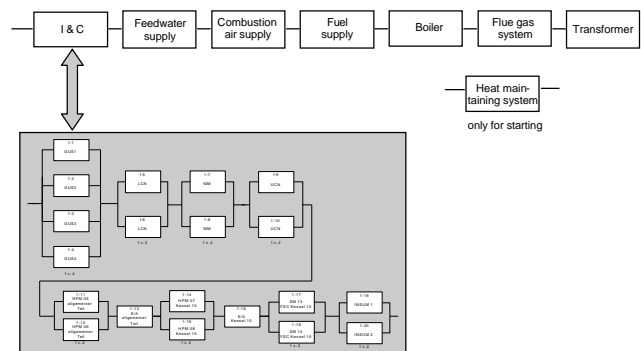 I & C
Feedwater
supply
Combustion
air supply
Fuel
supply
Boiler
Flue gas
system
Transformer
Heat main-
taining system
only for starting
1-1
GUS1
1-2
GUS2
1-3
GUS3
1-4
GUS4
1 v. 4
1-5
LCN
1-6
LCN
1 v. 2
1-7
NIM
1-8
NIM
1 v. 2
1-9
UCN
1-10
UCN
1 v. 2
1-11
HPM 05
allgemeiner
Teil
1-12
HPM 06
allgemeiner
Teil
1 v. 2
1-13
E/A
allgemeiner
Teil
1-14
HPM 07
Kessel 10
1-15
HPM 08
Kessel 10
1 v. 2
1-16
E/A
Kessel 10
1-17
SM 13
FSC Kessel 10
1-18
SM 14
FSC Kessel 10
1 v. 2
1-19
INSUM 1
1-20
INSUM 2
1 v. 2